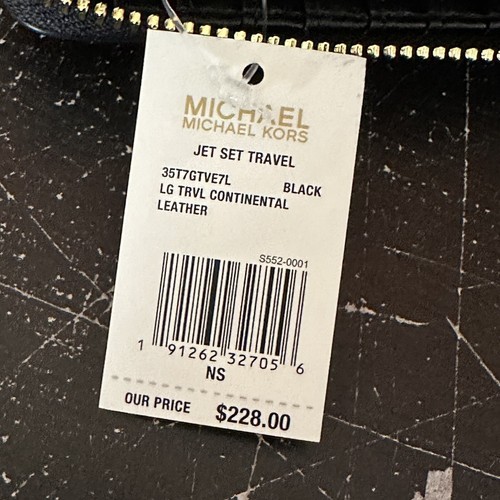 MICHAEL
MICHAEL KORS
JET SET TRAVEL
35T7GTVE7L BLACK
LG TRVL CONTINENTAL
LEATHER
S552-0001
1 91262 32705 6
NS
OUR PRICE $228.00